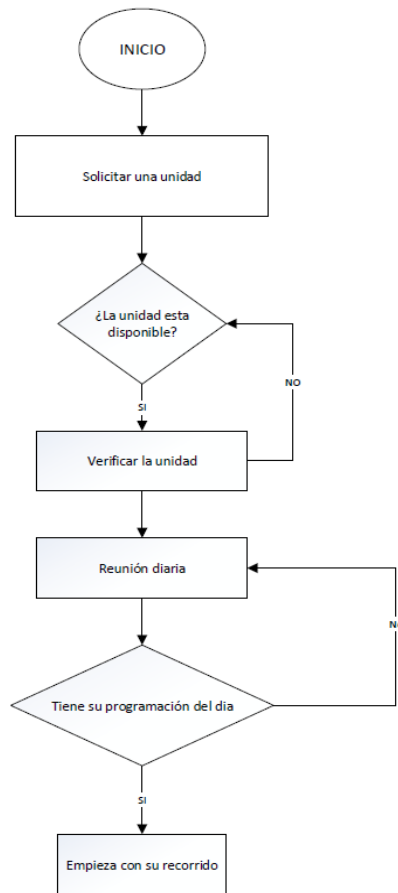 INICIO
Solicitar una unidad
¿La unidad esta
disponible?
NO
SI
Verificar la unidad
Reunión diaria
No
Tiene su programación del dia
SI
Empieza con su recorrido